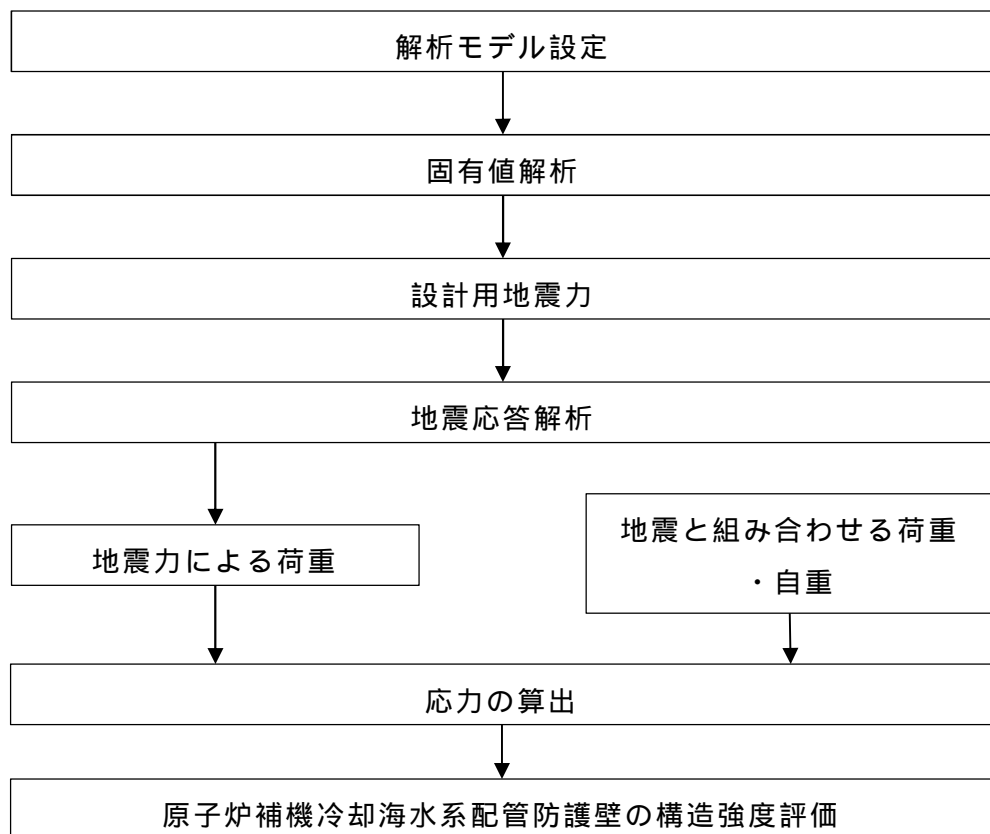 解析モデル設定
固有値解析
設計用地震力
地震応答解析
地震力による荷重
地震と組み合わせる荷重
・自重
応力の算出
原子炉補機冷却海水系配管防護壁の構造強度評価